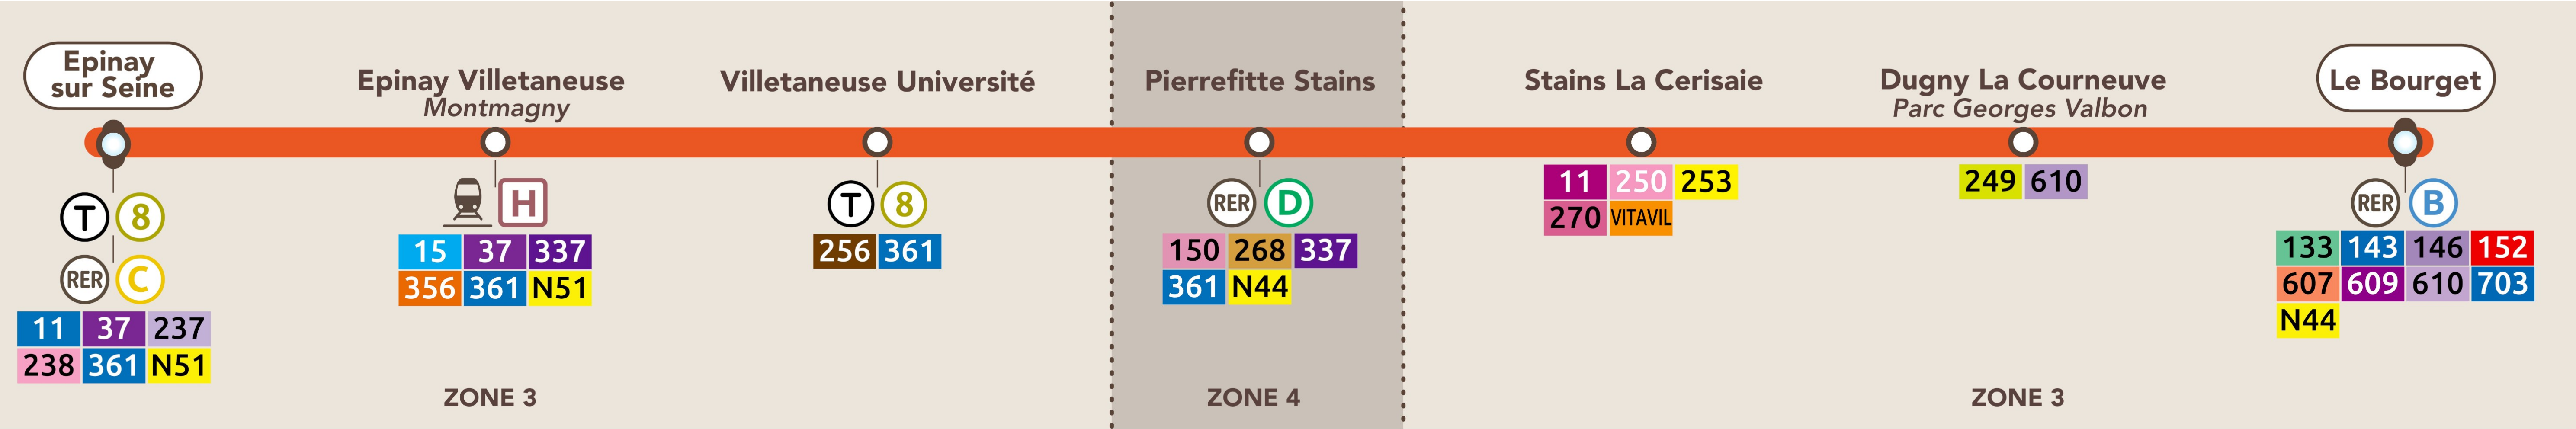 Epinay
sur Seine
T 8
RER C
11 37 237
238 361 N51
Epinay Villetaneuse
Montmagny
H
15 37 337
356 361 N51
ZONE 3
Villetaneuse Université
T 8
256 361
Pierrefitte Stains
RER D
150 268 337
361 N44
ZONE 4
Stains La Cerisaie
11 250 253
270 VITAVIL
Dugny La Courneuve
Parc Georges Valbon
249 610
ZONE 3
Le Bourget
RER B
133 143 146 152
607 609 610 703
N44